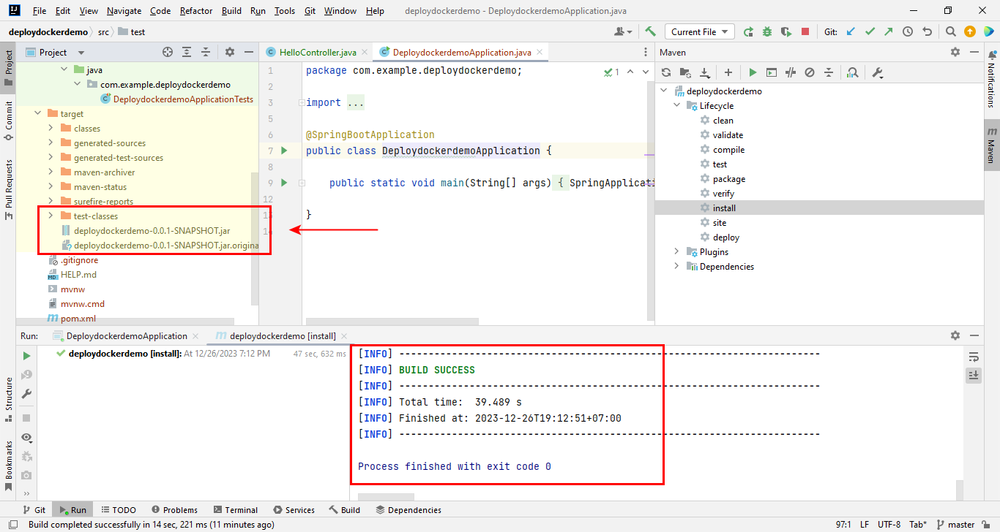 File Edit View Navigate Code Refactor Build Run Tools Git Window Help deploydockerdemo - DeploydockerdemoApplication.java
deploydockerdemo src test Current File Git:
Project
Commit
Pull Requests
Structure
Bookmarks
Project
java
com.example.deploydockerdemo
DeploydockerdemoApplicationTests
target
classes
generated-sources
generated-test-sources
maven-archiver
maven-status
surefire-reports
test-classes
deploydockerdemo-0.0.1-SNAPSHOT.jar
deploydockerdemo-0.0.1-SNAPSHOT.jar.origina
.gitignore
HELP.md
mvnw
mvnw.cmd
pom.xml
HelloController.java DeploydockerdemoApplication.java
1 package com.example.deploydockerdemo; 1
2
3 import ...
5
6 @SpringBootApplication
7 public class DeploydockerdemoApplication {
8
9 public static void main(String[] args) { SpringApplicati
12
13 }
Maven
deploydockerdemo
Lifecycle
clean
validate
compile
test
package
verify
install
site
deploy
Plugins
Dependencies
Notifications
Maven
Run: DeploydockerdemoApplication deploydockerdemo [install]
deploydockerdemo [install]: At 12/26/2023 7:12 PM 47 sec, 632 ms
[INFO] ------------------------------------------------------------------------
[INFO] BUILD SUCCESS
[INFO] ------------------------------------------------------------------------
[INFO] Total time:  39.489 s
[INFO] Finished at: 2023-12-26T19:12:51+07:00
[INFO] ------------------------------------------------------------------------
Process finished with exit code 0
Git Run TODO Problems Terminal Services Build Dependencies
Build completed successfully in 14 sec, 221 ms (11 minutes ago) 97:1 LF UTF-8 Tab* master